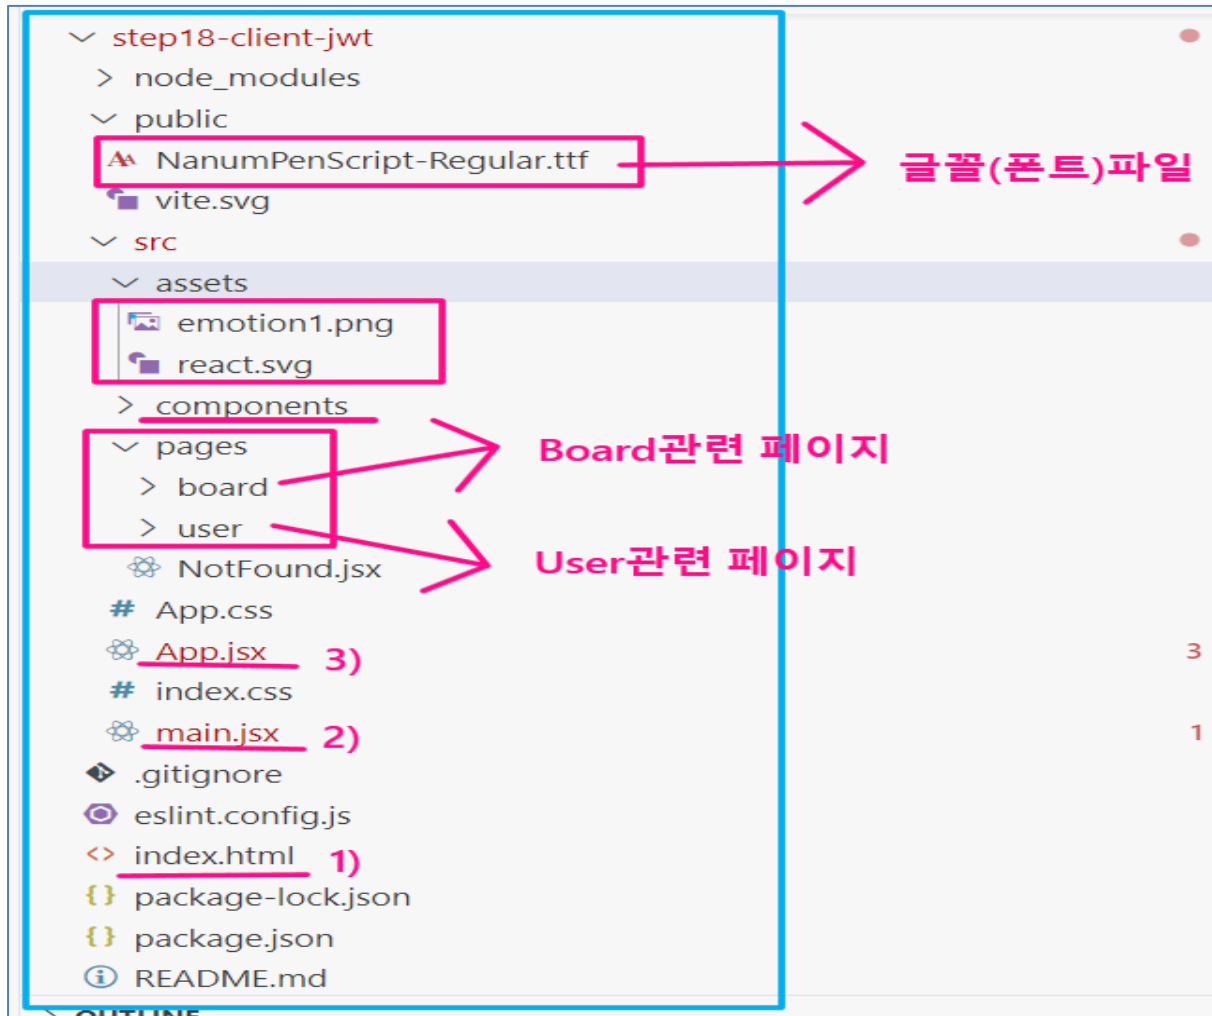 step18-client-jwt
node_modules
public
NanumPenScript-Regular.ttf
글꼴(폰트)파일
vite.svg
src
assets
emotion1.png
react.svg
components
pages
Board관련 페이지
board
user
User관련 페이지
NotFound.jsx
App.css
App.jsx 3) 3
index.css
main.jsx 2) 1
.gitignore
eslint.config.js
index.html 1)
package-lock.json
package.json
README.md
OUTLINE